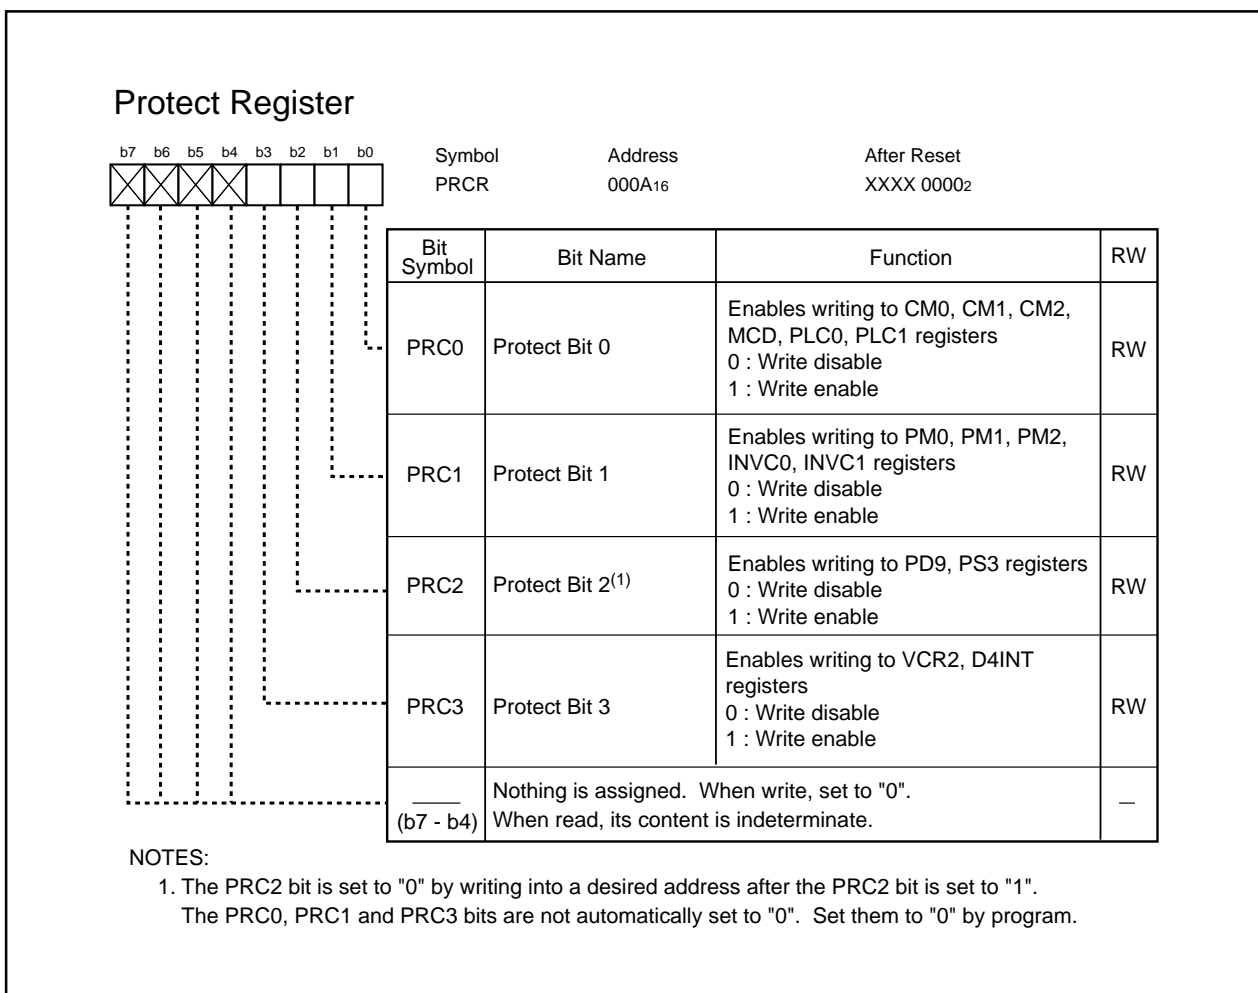 Protect Register
b7 b6 b5 b4 b3 b2 b1 b0
Symbol Address After Reset
PRCR 000A16 XXXX 00002
Bit Symbol Bit Name Function RW
PRC0 Protect Bit 0 Enables writing to CM0, CM1, CM2,
MCD, PLC0, PLC1 registers
0 : Write disable
1 : Write enable
RW
PRC1 Protect Bit 1 Enables writing to PM0, PM1, PM2,
INVC0, INVC1 registers
0 : Write disable
1 : Write enable
RW
PRC2 Protect Bit 2(1) Enables writing to PD9, PS3 registers
0 : Write disable
1 : Write enable
RW
PRC3 Protect Bit 3 Enables writing to VCR2, D4INT
registers
0 : Write disable
1 : Write enable
RW
(b7 - b4) Nothing is assigned. When write, set to "0".
When read, its content is indeterminate.
—
NOTES:
1. The PRC2 bit is set to "0" by writing into a desired address after the PRC2 bit is set to "1".
The PRC0, PRC1 and PRC3 bits are not automatically set to "0". Set them to "0" by program.